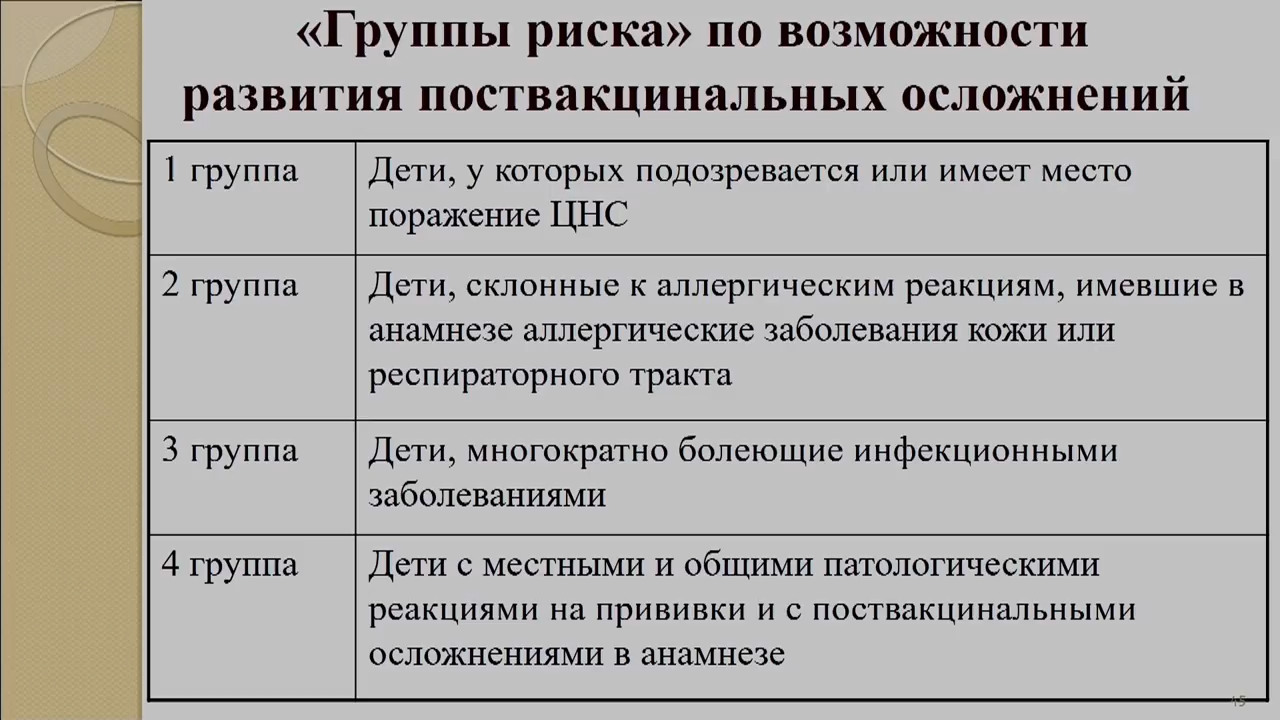 «Группы риска» по возможности
развития поствакцинальных осложнений
1 группа
Дети, у которых подозревается или имеет место
поражение ЦНС
2 группа
Дети, склонные к аллергическим реакциям, имевшие в
анамнезе аллергические заболевания кожи или
респираторного тракта
3 группа
Дети, многократно болеющие инфекционными
заболеваниями
4 группа
Дети с местными и общими патологическими
реакциями на прививки и с поствакцинальными
осложнениями в анамнезе
45